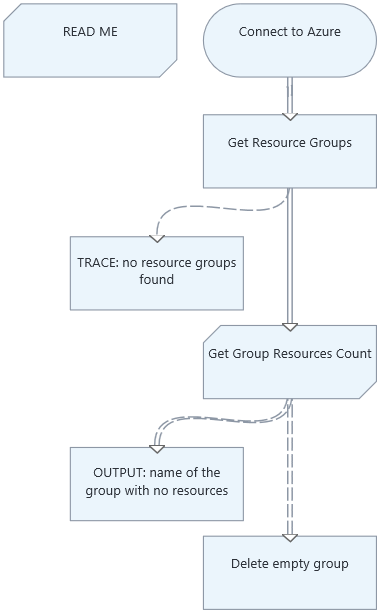 READ ME
Connect to Azure
Get Resource Groups
TRACE: no resource groups
found
Get Group Resources Count
OUTPUT: name of the
group with no resources
Delete empty group